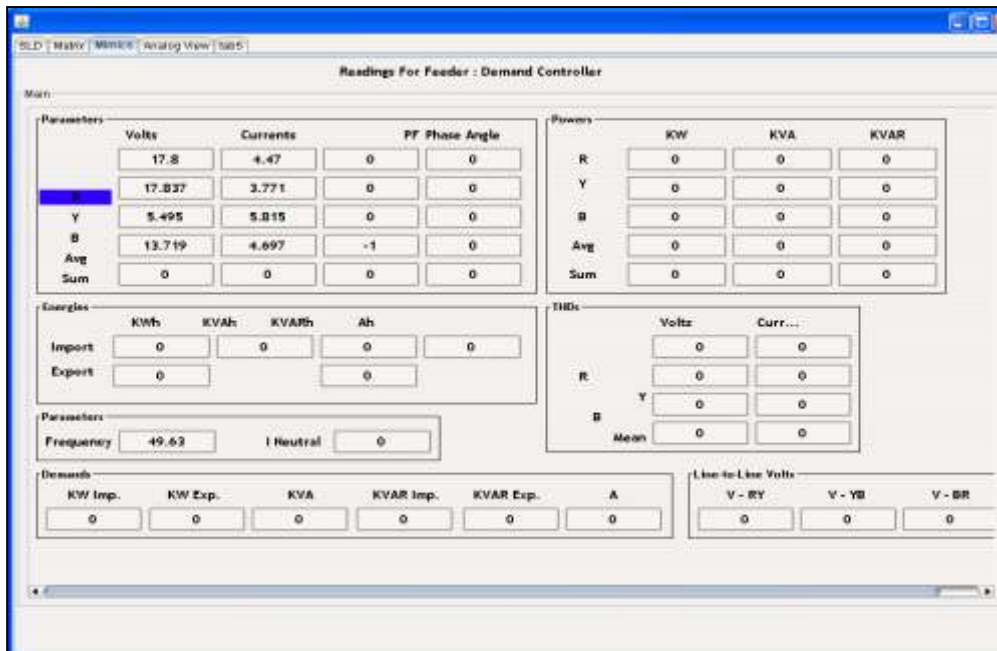 SLD Matrix Mimics Analog View tab5
Readings For Feeder : Demand Controller
Main
Parameters
Volts Currents PF Phase Angle
17.8 4.47 0 0
R 17.837 3.771 0 0
Y 5.495 5.815 0 0
B 13.719 4.697 -1 0
Avg
Sum 0 0 0 0
Powers
KW KVA KVAR
R 0 0 0
Y 0 0 0
B 0 0 0
Avg 0 0 0
Sum 0 0 0
Energies
KWh KVAh KVARh Ah
Import 0 0 0 0
Export 0 0
THDs
Voltz Curr...
0 0
R 0 0
Y 0 0
B
Mean 0 0
Parameters
Frequency 49.63 I Neutral 0
Demands
KW Imp. KW Exp. KVA KVAR Imp. KVAR Exp. A
0 0 0 0 0 0
Line-to-Line Volts
V - RY V - YB V - BR
0 0 0